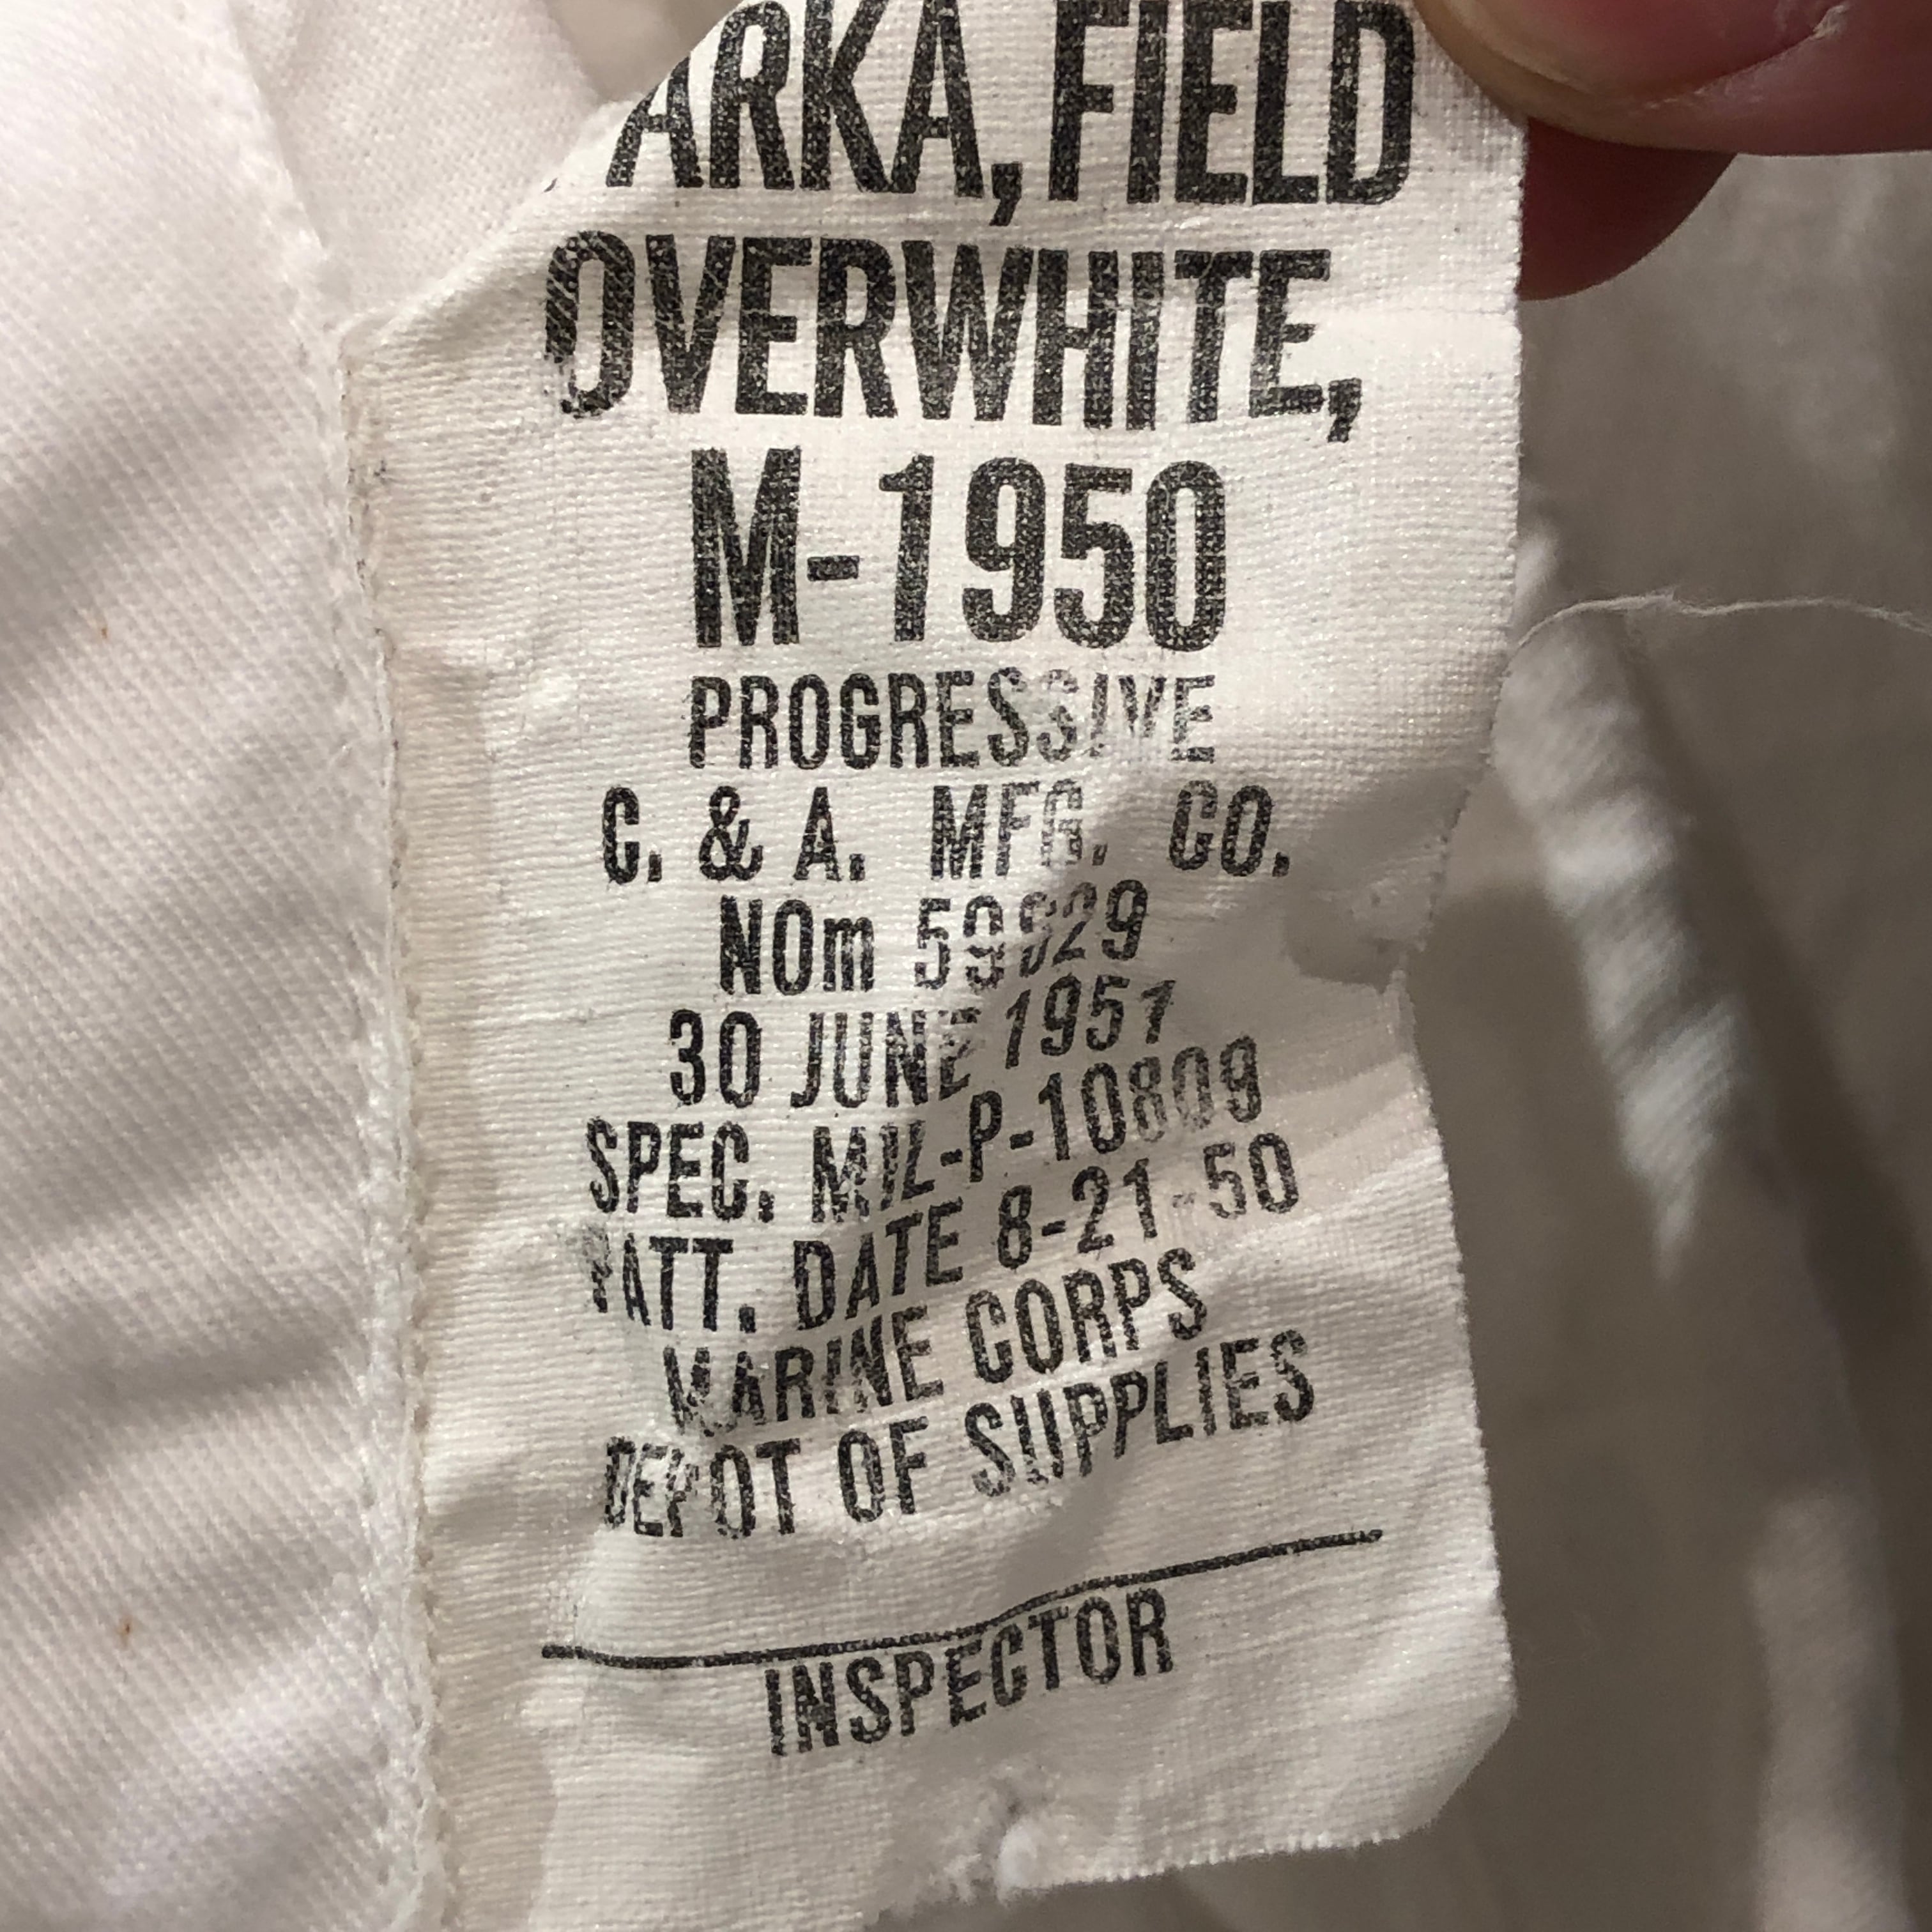 ARKA, FIELD
OVERWHITE,
M-1950
PROGRESSIVE
C. & A. MFG. CO.
NOm
30 JUNE 1951
SPEC. MIL-P-10809
PATT. DATE 8-21-50
MARINE CORPS
DEPOT OF SUPPLIES
INSPECTOR